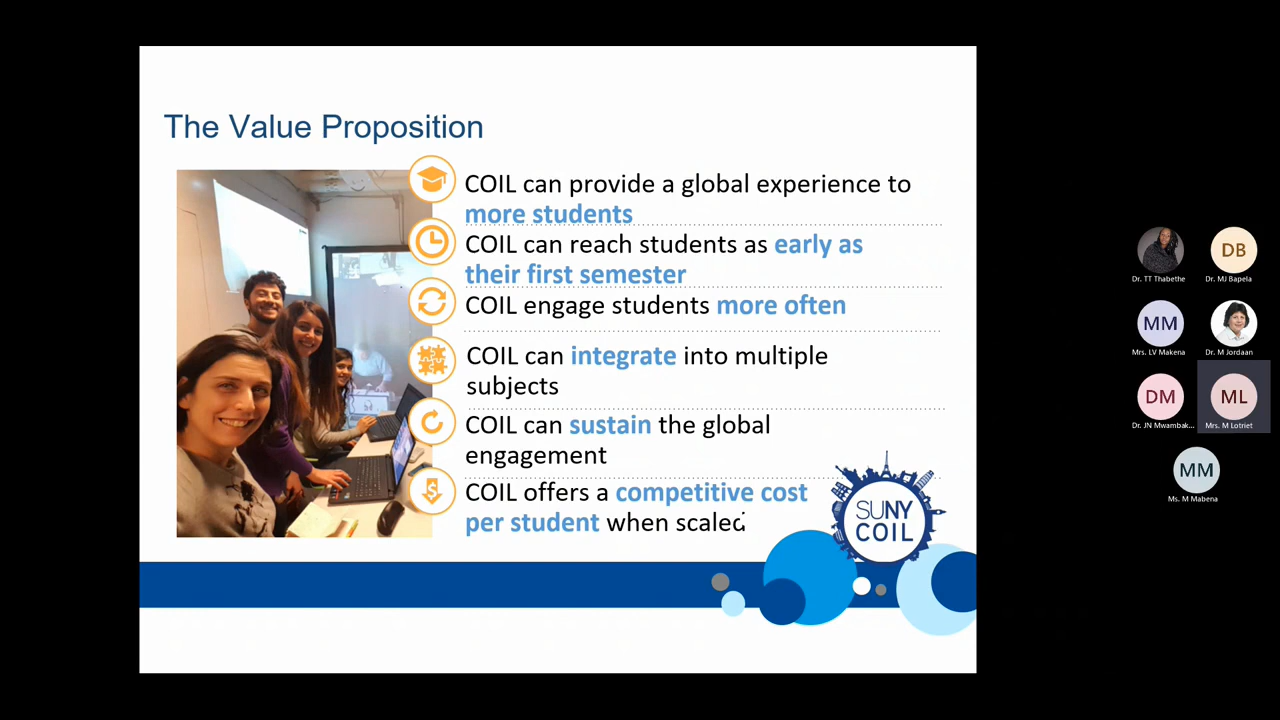 The Value Proposition
COIL can provide a global experience to
more students
COIL can reach students as early as
their first semester
COIL engage students more often
COIL can integrate into multiple
subjects
COIL can sustain the global
engagement
COIL offers a competitive cost
per student when scaled
SUNY
COIL
Dr. TT Thabethe
DB
Dr. MJ Bapela
MM
Mrs. LV Makena
Dr. M Jordaan
DM
Dr. JN Mwambak...
ML
Mrs. M Lotriet
MM
Ms. M Mabena